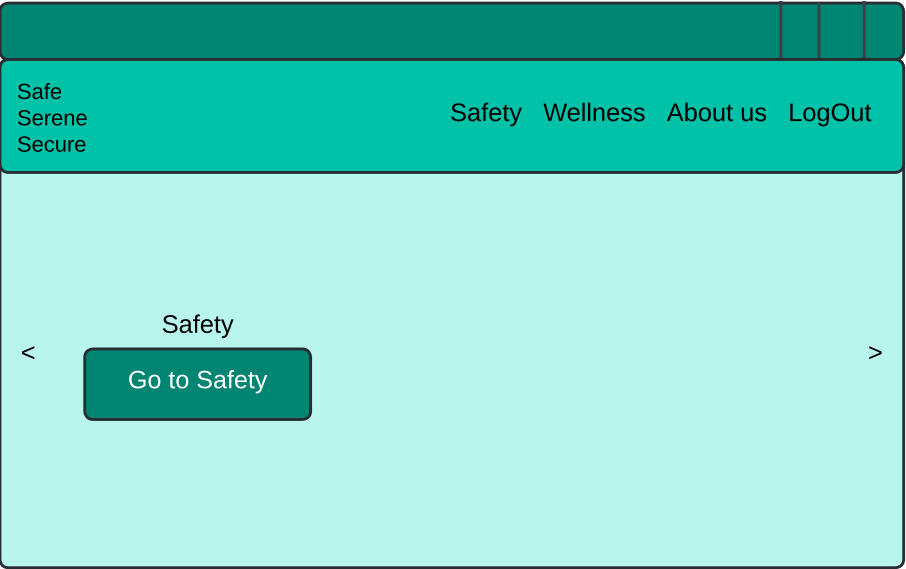 Safe
Serene
Secure
Safety Wellness About us LogOut
Safety
< >
Go to Safety